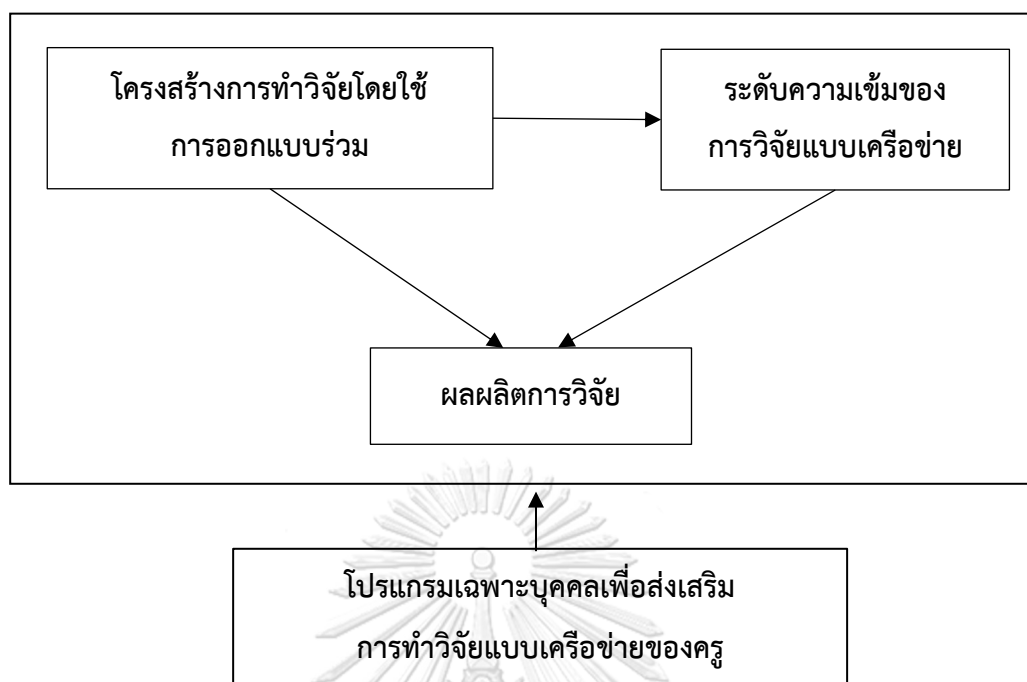 โครงสร้างการทำวิจัยโดยใช้
การออกแบบร่วม
ระดับความเข้มของ
การวิจัยแบบเครือข่าย
ผลผลิตการวิจัย
โปรแกรมเฉพาะบุคคลเพื่อส่งเสริม
การทำวิจัยแบบเครือข่ายของครู